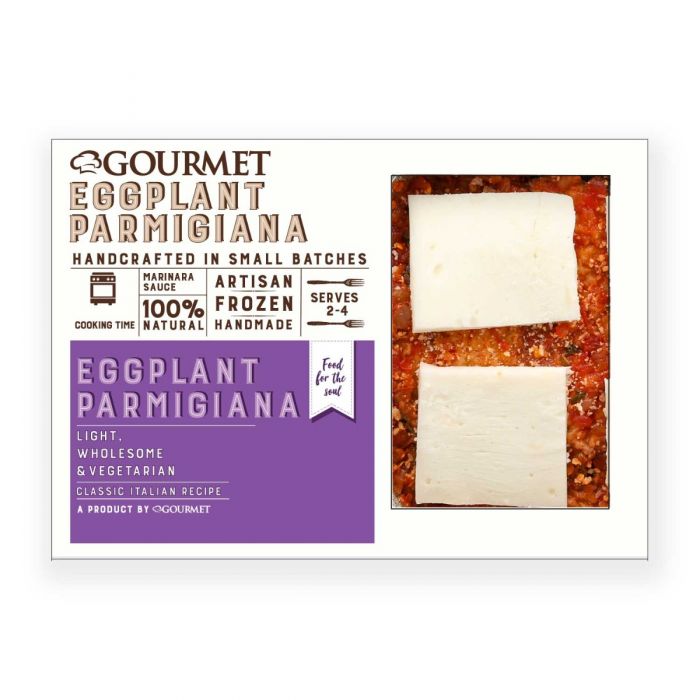 GOURMET
EGGPLANT
PARMIGIANA
HANDCRAFTED IN SMALL BATCHES
COOKING TIME
MARINARA
SAUCE
100%
NATURAL
ARTISAN
FROZEN
HANDMADE
SERVES
2-4
EGGPLANT
PARMIGIANA
Food
for the
soul
LIGHT,
WHOLESOME
& VEGETARIAN
CLASSIC ITALIAN RECIPE
A PRODUCT BY GOURMET